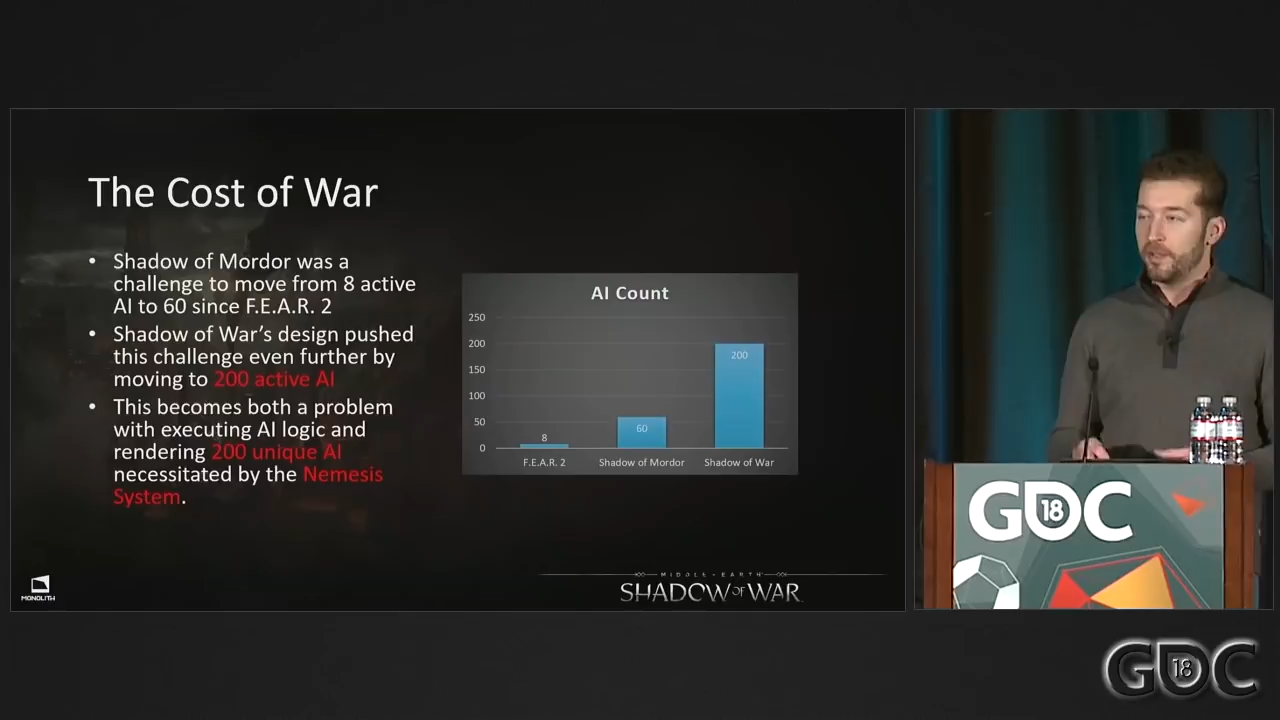 The Cost of War
• Shadow of Mordor was a
challenge to move from 8 active
AI to 60 since F.E.A.R. 2
• Shadow of War's design pushed
this challenge even further by
moving to 200 active AI
• This becomes both a problem
with executing AI logic and
rendering 200 unique AI
necessitated by the Nemesis
System.
AI Count
250
200
150
100
50
0
8
60
200
F.E.A.R. 2
Shadow of Mordor
Shadow of War
MONOLITH
MIDDLE-EARTH
SHADOW OF WAR
GDC 18
GDC 18